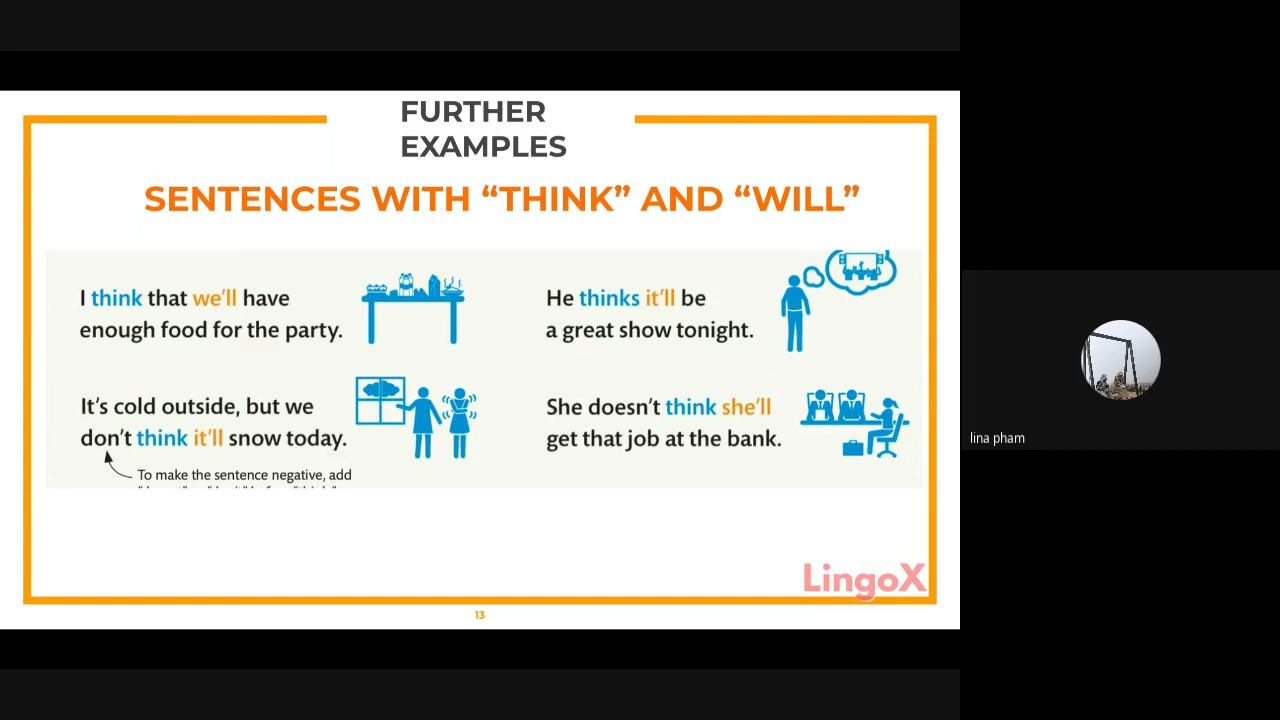 FURTHER
EXAMPLES
SENTENCES WITH “THINK” AND “WILL”
I think that we’ll have
enough food for the party.
He thinks it’ll be
a great show tonight.
It’s cold outside, but we
don’t think it’ll snow today.
To make the sentence negative, add
She doesn’t think she’ll
get that job at the bank.
LingoX
13
lina pham